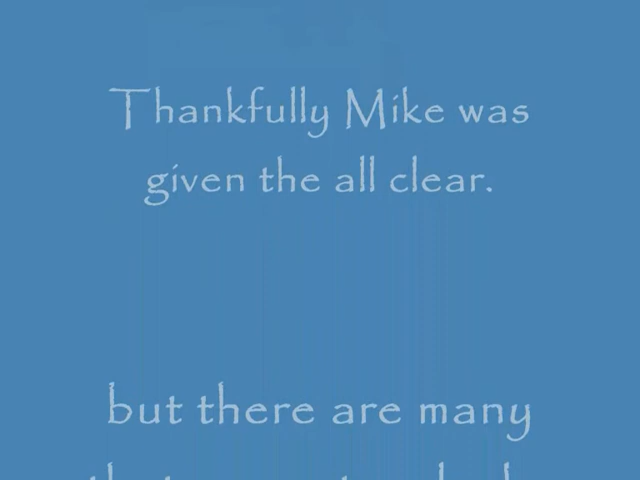 Thankfully Mike was
given the all clear.
but there are many